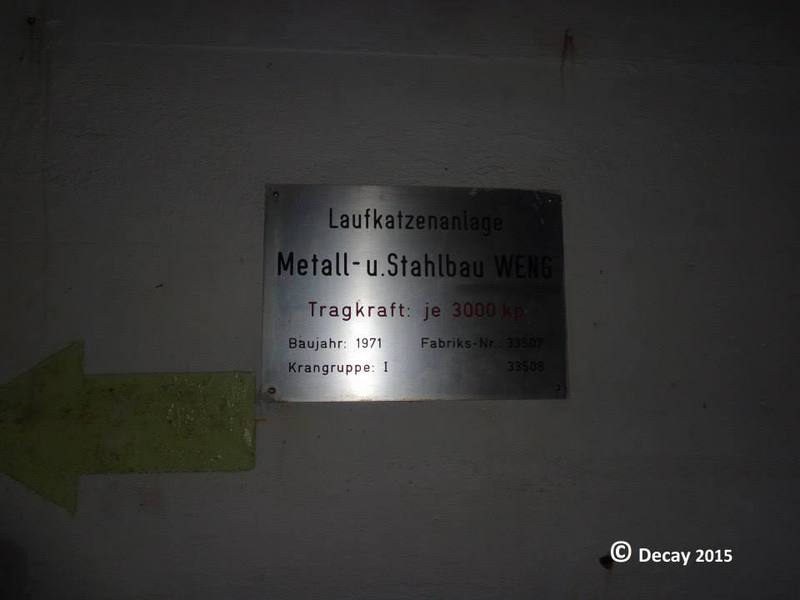 Laufkatzenanlage
Metall- u. Stahlbau WENG
Tragkraft: je 3000 kp
Baujahr: 1971 Fabriks-Nr.: 33507
Krangruppe: I 33508
© Decay 2015